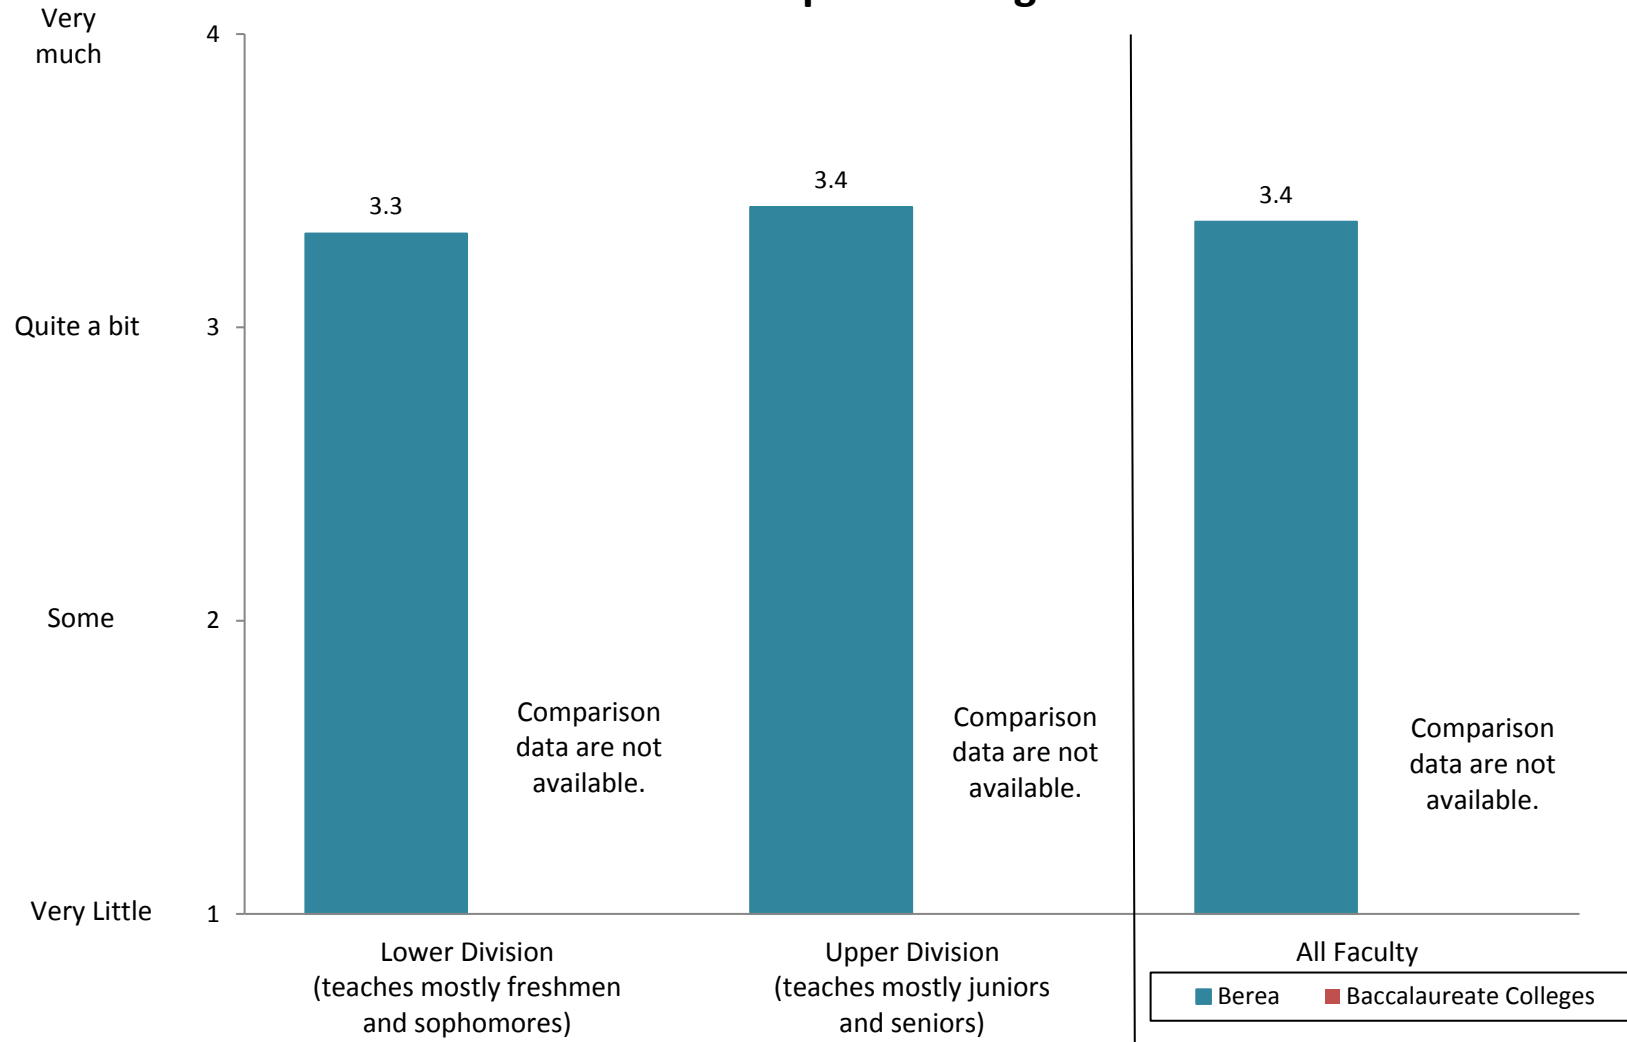 Very
much
4
3.3
3.4
3.4
Quite a bit
3
Some
2
Comparison
data are not
available.
Comparison
data are not
available.
Comparison
data are not
available.
Very Little
1
Lower Division
(teaches mostly freshmen
and sophomores)
Upper Division
(teaches mostly juniors
and seniors)
All Faculty
Berea
Baccalaureate Colleges